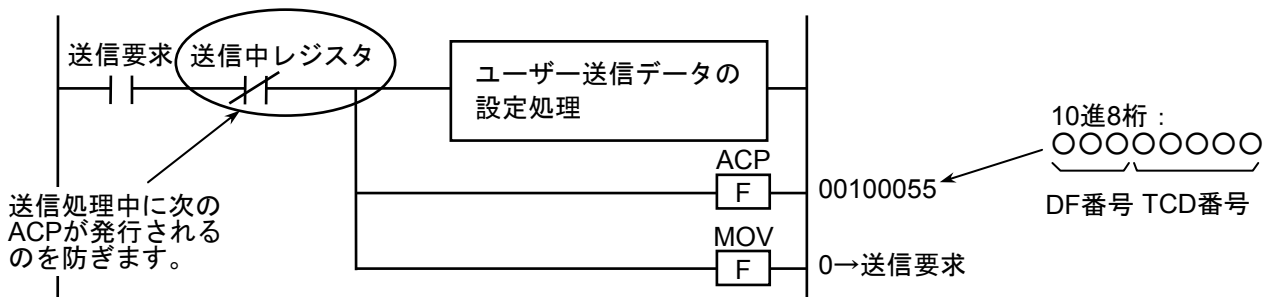 送信要求
送信中レジスタ
ユーザー送信データの
設定処理
10進8桁：
○○○○○○○○
DF番号 TCD番号
ACP
F
00100055
送信処理中に次の
ACPが発行される
のを防ぎます。
MOV
F
0→送信要求